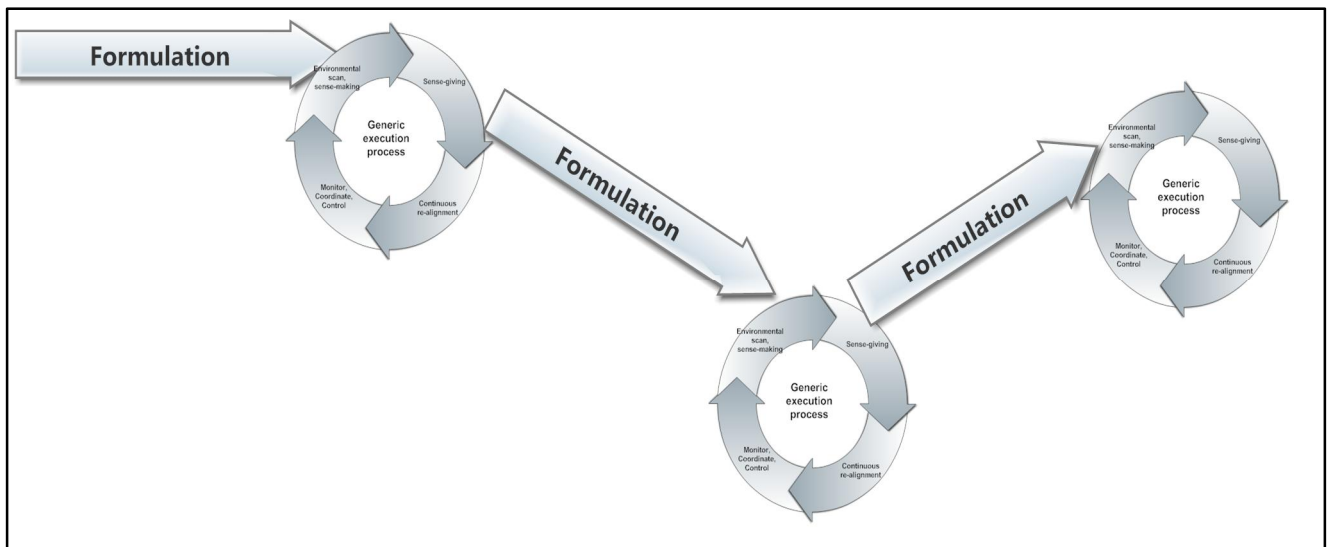 Formulation
Environmental
scan,
sense-making
Sense-giving
Generic
execution
process
Monitor,
Coordinate,
Control
Continuous
re-alignment
Formulation
Environmental
scan,
sense-making
Sense-giving
Generic
execution
process
Monitor,
Coordinate,
Control
Continuous
re-alignment
Formulation
Environmental
scan,
sense-making
Sense-giving
Generic
execution
process
Monitor,
Coordinate,
Control
Continuous
re-alignment